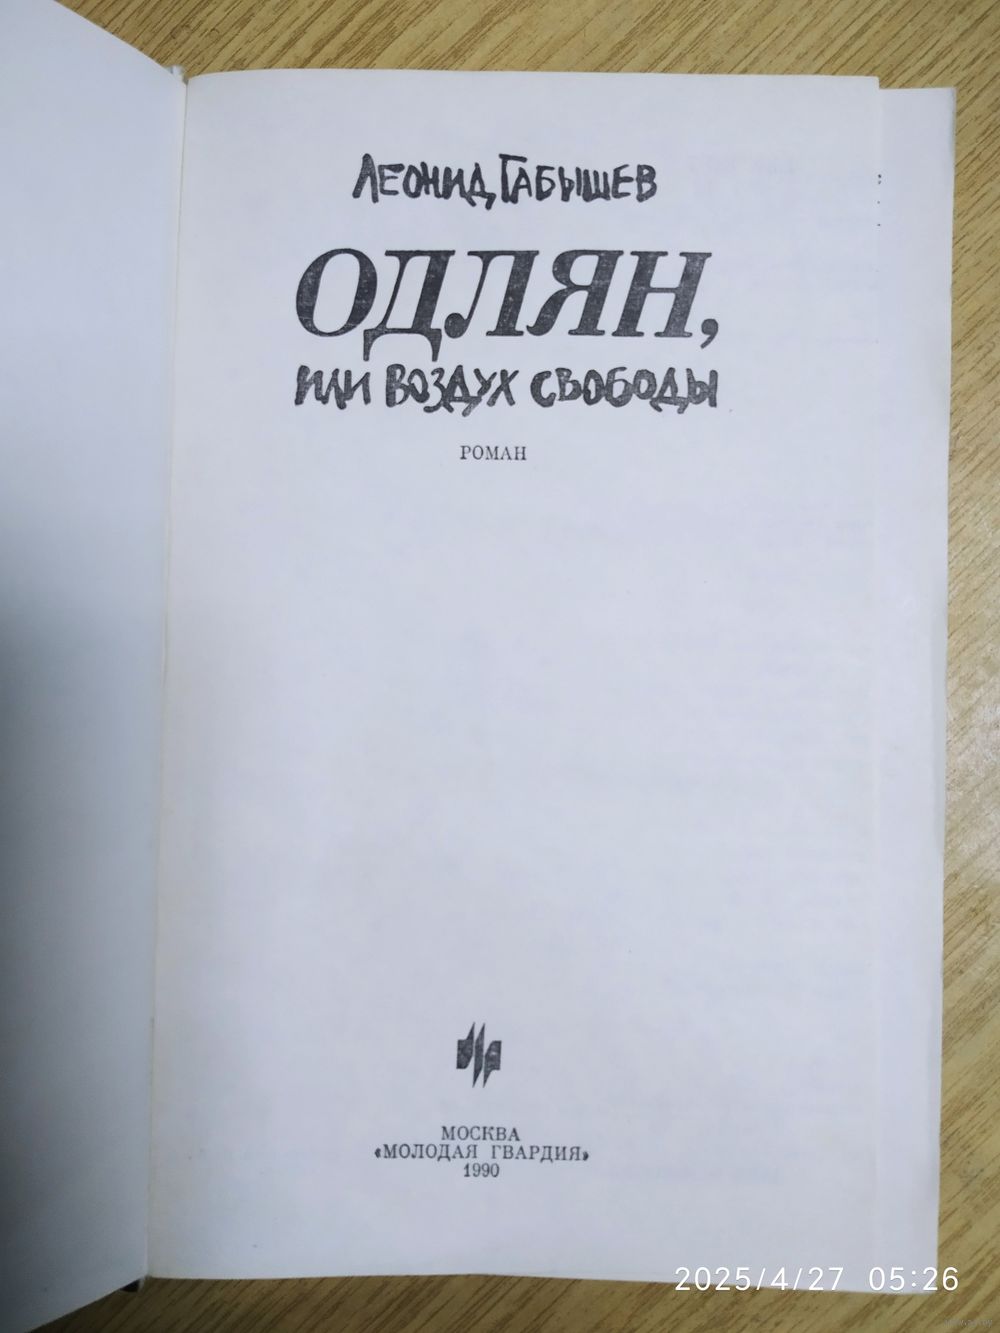 Леонид Габышев
ОДЛЯН,
или воздух свободы
РОМАН
МОСКВА
«МОЛОДАЯ ГВАРДИЯ»
1990
2025/4/27 05:26